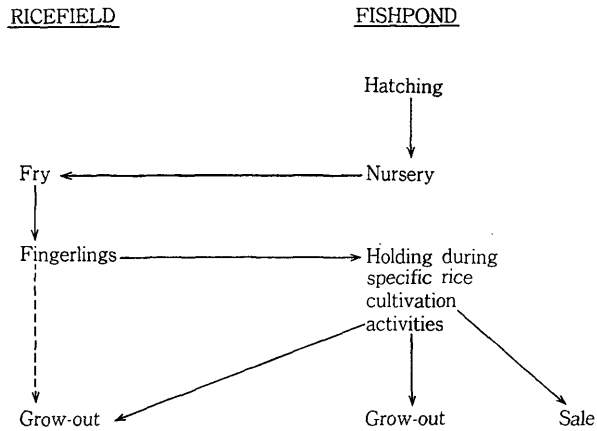 RICEFIELD FISHPOND
Hatching
Fry Nursery
Fingerlings Holding during
specific rice
cultivation
activities
Grow-out Grow-out Sale